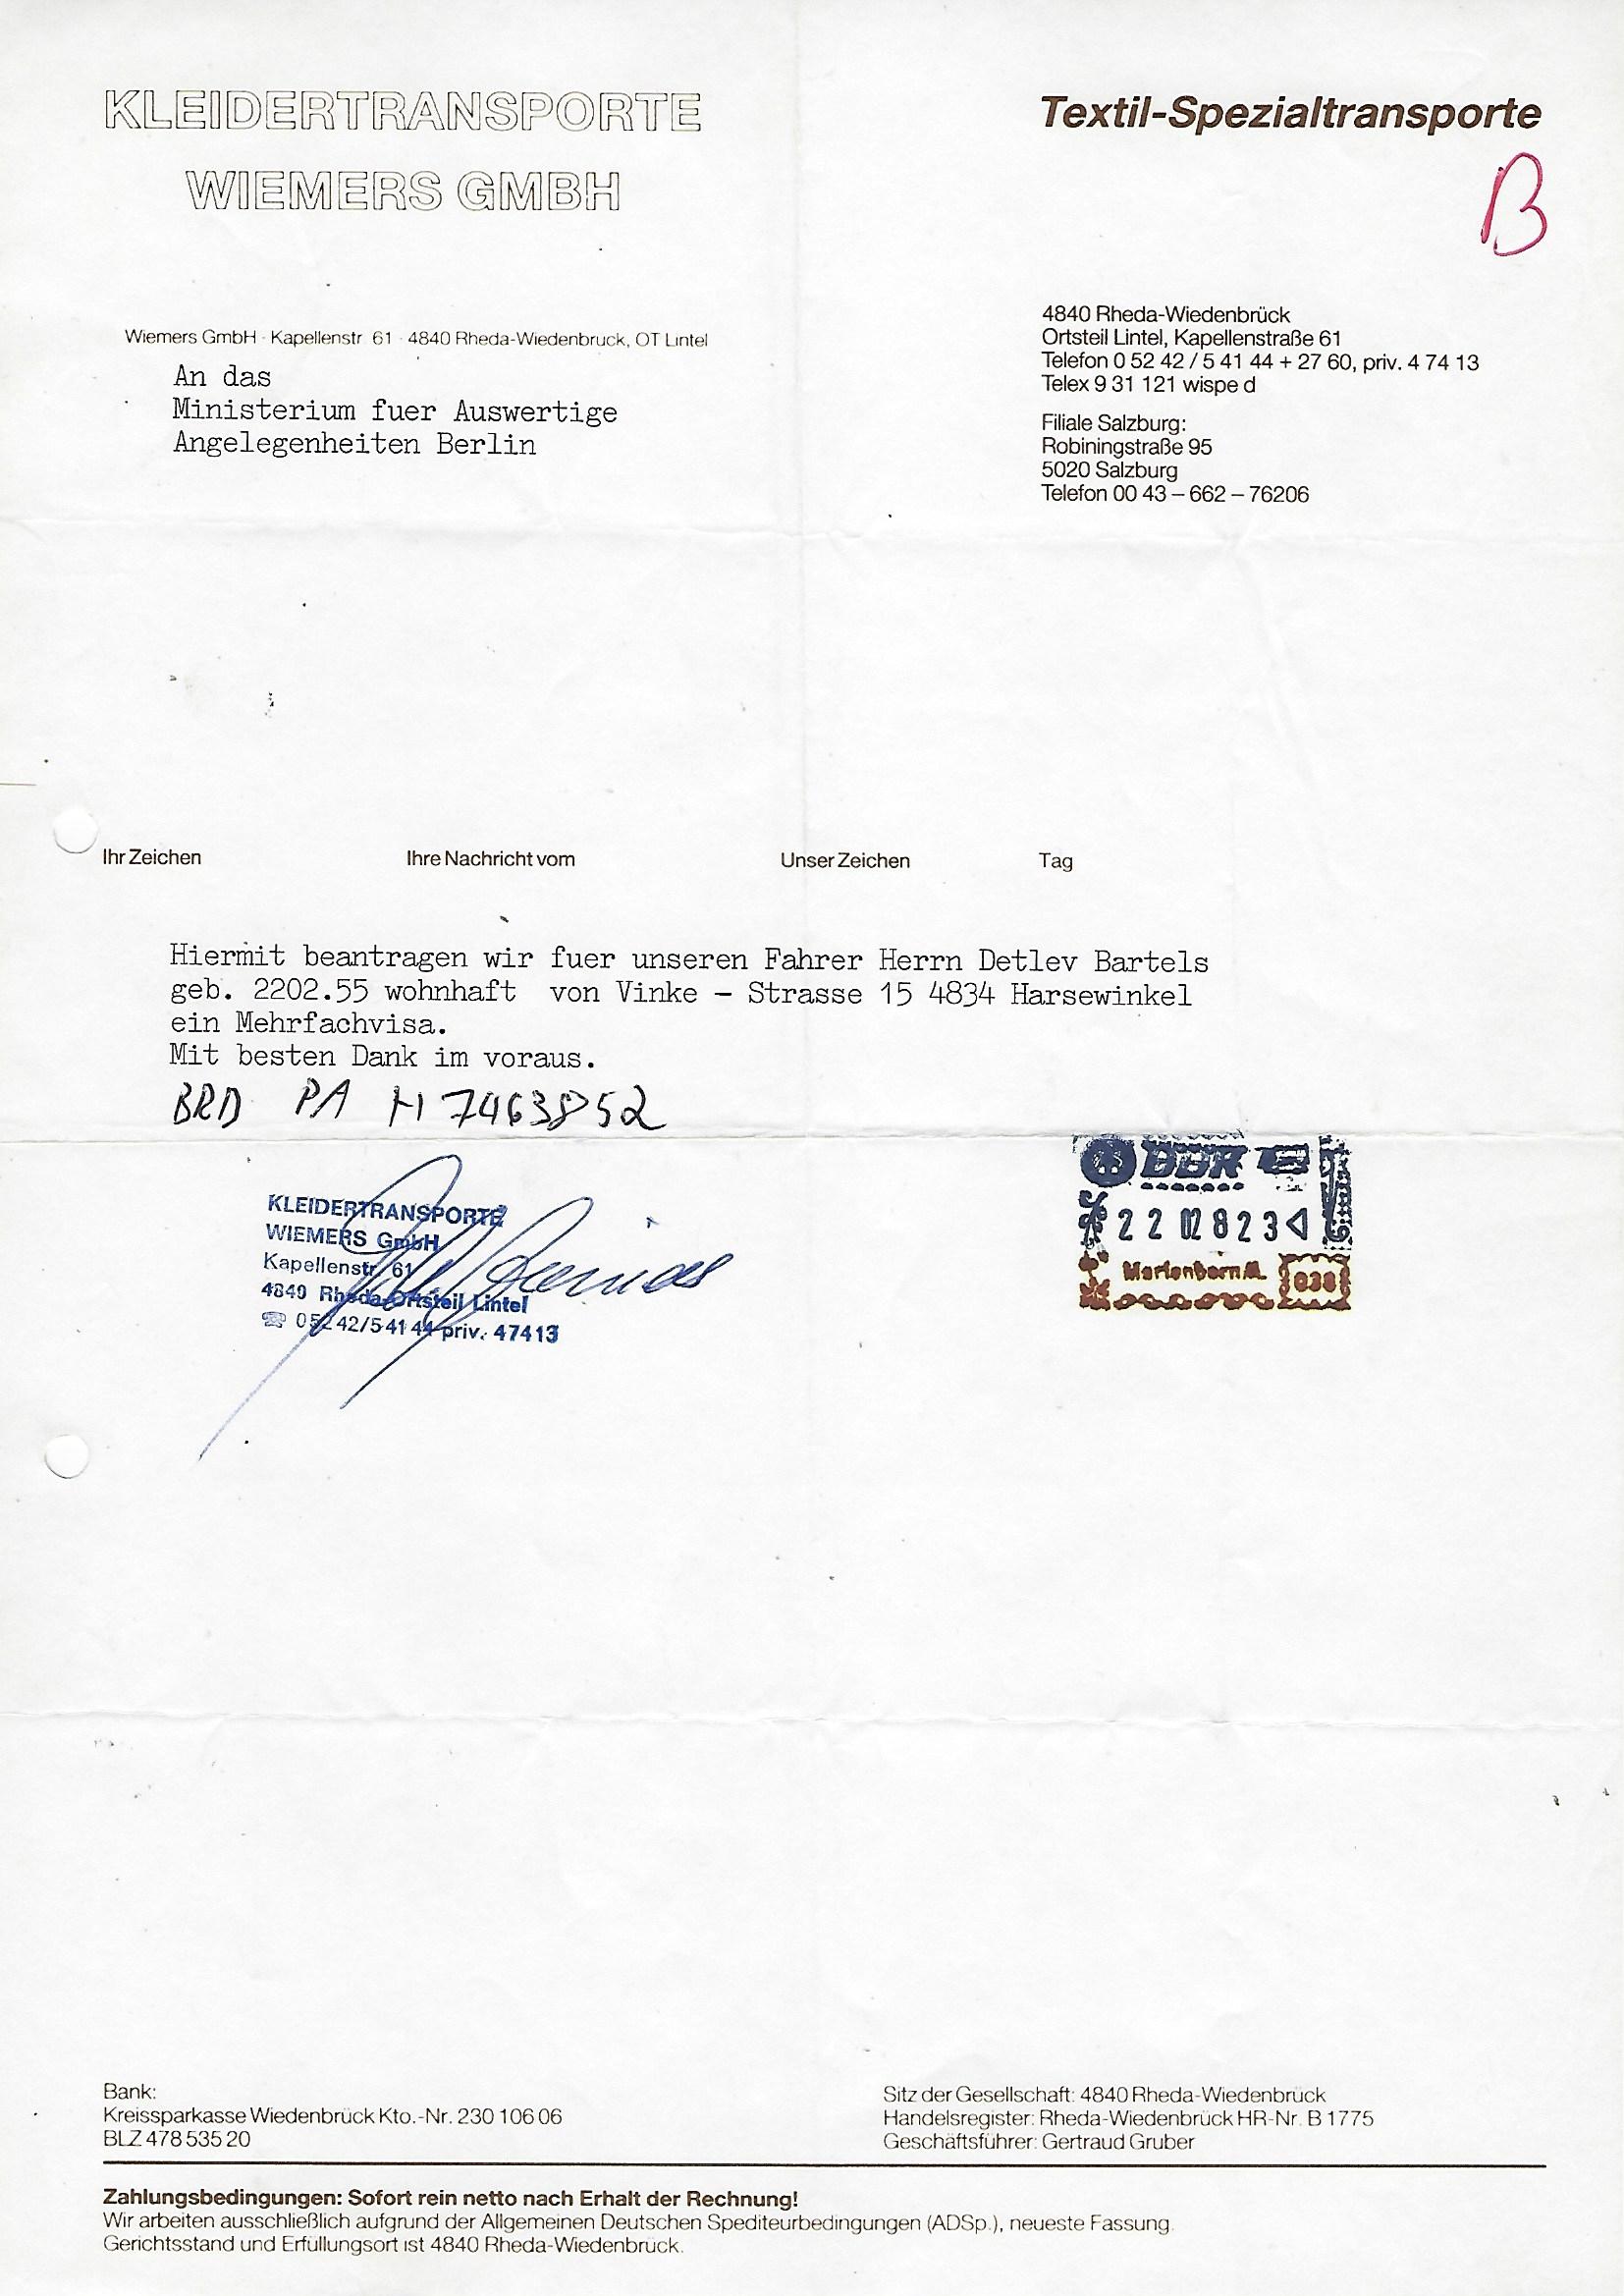 KLEIDERTRANSPORTE
WIEMERS GMBH
Textil-Spezialtransporte
B
4840 Rheda-Wiedenbrück
Ortsteil Lintel, Kapellenstraße 61
Telefon 0 52 42 / 5 41 44 + 27 60, priv. 4 74 13
Telex 9 31 121 wispe d
Filiale Salzburg:
Robiningstraße 95
5020 Salzburg
Telefon 00 43 – 662 – 76206
Wiemers GmbH · Kapellenstr. 61 · 4840 Rheda-Wiedenbruck, OT Lintel
An das
Ministerium fuer Auswertige
Angelegenheiten Berlin
Ihr Zeichen Ihre Nachricht vom Unser Zeichen Tag
Hiermit beantragen wir fuer unseren Fahrer Herrn Detlev Bartels
geb. 2202.55 wohnhaft von Vinke - Strasse 15 4834 Harsewinkel
ein Mehrfachvisa.
Mit besten Dank im voraus.
BRD PA H 7463852
KLEIDERTRANSPORTE
WIEMERS GmbH
Kapellenstr. 61
4840 Rheda-Ortsteil Lintel
☎ 05242/54144 priv. 47413
DDR
22 02 82 3
Marienborn A.
038
Bank:
Kreissparkasse Wiedenbrück Kto.-Nr. 230 106 06
BLZ 478 535 20
Sitz der Gesellschaft: 4840 Rheda-Wiedenbrück
Handelsregister: Rheda-Wiedenbrück HR-Nr. B 1775
Geschäftsführer: Gertraud Gruber
Zahlungsbedingungen: Sofort rein netto nach Erhalt der Rechnung!
Wir arbeiten ausschließlich aufgrund der Allgemeinen Deutschen Spediteurbedingungen (ADSp.), neueste Fassung.
Gerichtsstand und Erfüllungsort ist 4840 Rheda-Wiedenbrück.